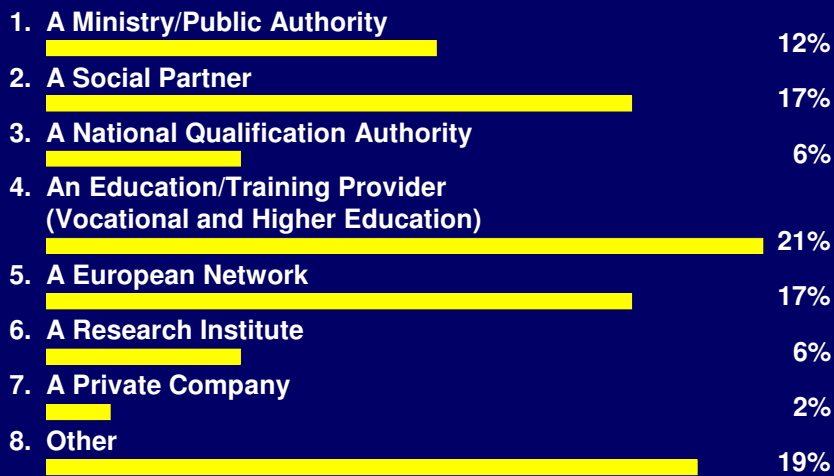 1. A Ministry/Public Authority
12%
2. A Social Partner
17%
3. A National Qualification Authority
6%
4. An Education/Training Provider
(Vocational and Higher Education)
21%
5. A European Network
17%
6. A Research Institute
6%
7. A Private Company
2%
8. Other
19%